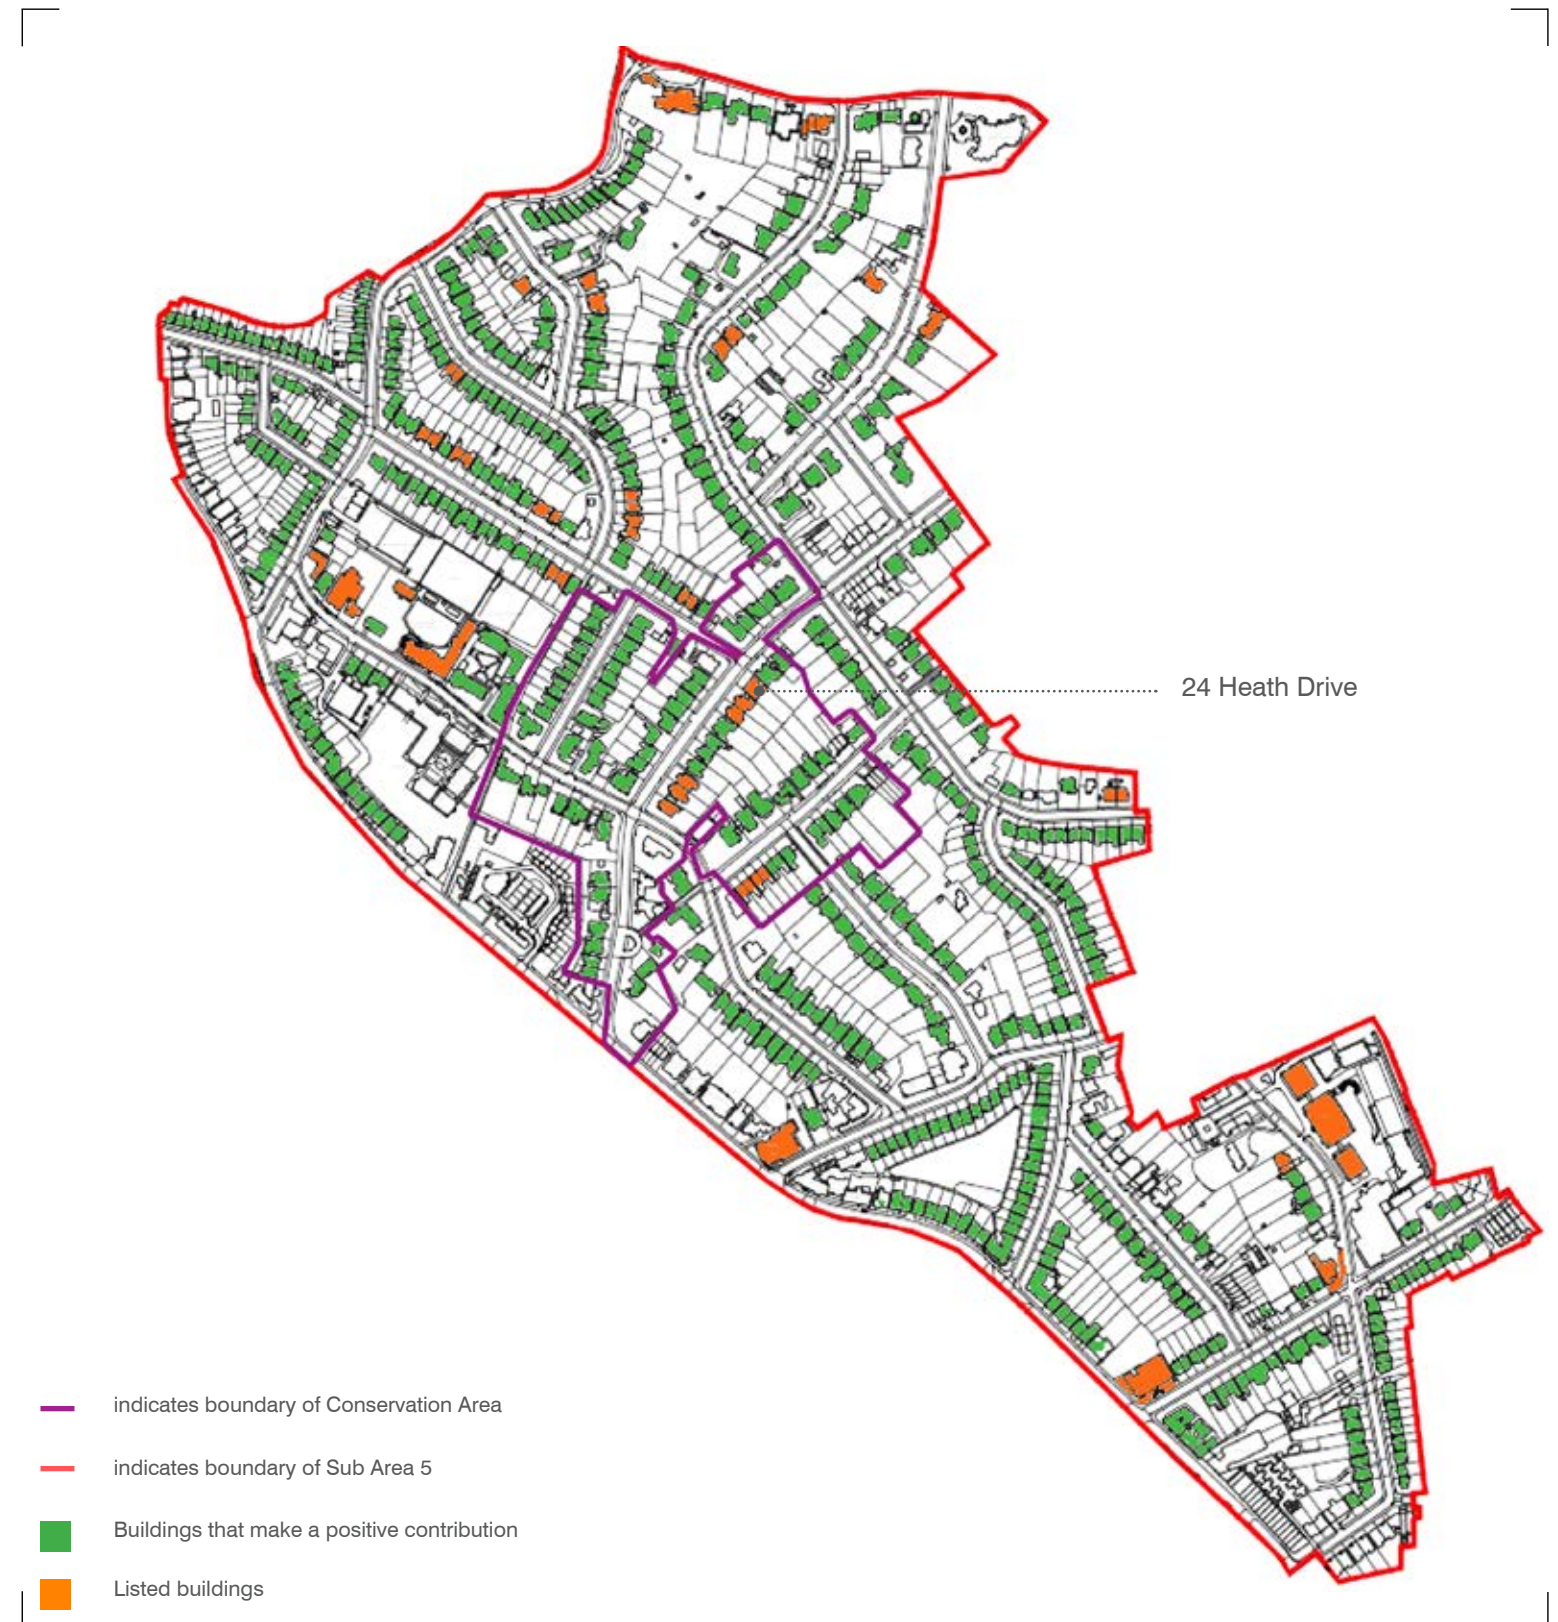 24 Heath Drive
indicates boundary of Conservation Area
indicates boundary of Sub Area 5
Buildings that make a positive contribution
Listed buildings